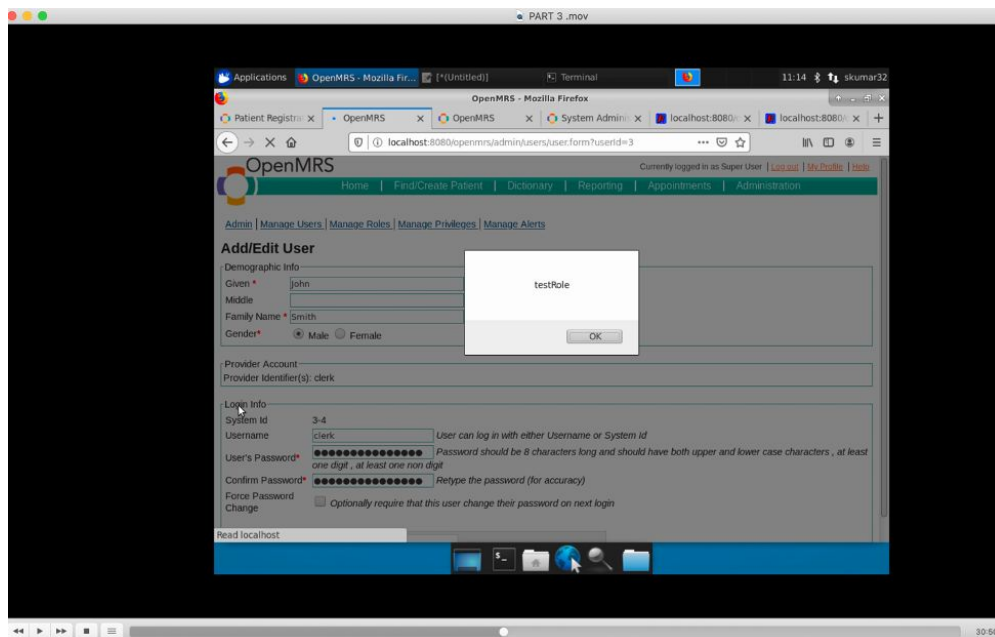 PART 3 .mov
Applications OpenMRS - Mozilla Fir... [*(Untitled)] Terminal 11:14 skumar32
OpenMRS - Mozilla Firefox
Patient Registr OpenMRS OpenMRS System Admini localhost:8080/ localhost:8080/
localhost:8080/openmrs/admin/users/user.form?userId=3
OpenMRS Currently logged in as Super User | Log out | My Profile | Help
Home | Find/Create Patient | Dictionary | Reporting | Appointments | Administration
Admin | Manage Users | Manage Roles | Manage Privileges | Manage Alerts
Add/Edit User
Demographic Info
Given * John
Middle
Family Name * Smith
Gender* Male Female
testRole
OK
Provider Account
Provider Identifier(s): clerk
Login Info
System Id 3-4
Username clerk User can log in with either Username or System Id
User's Password* Password should be 8 characters long and should have both upper and lower case characters , at least
one digit , at least one non digit
Confirm Password* Retype the password (for accuracy)
Force Password
Change Optionally require that this user change their password on next login
Read localhost